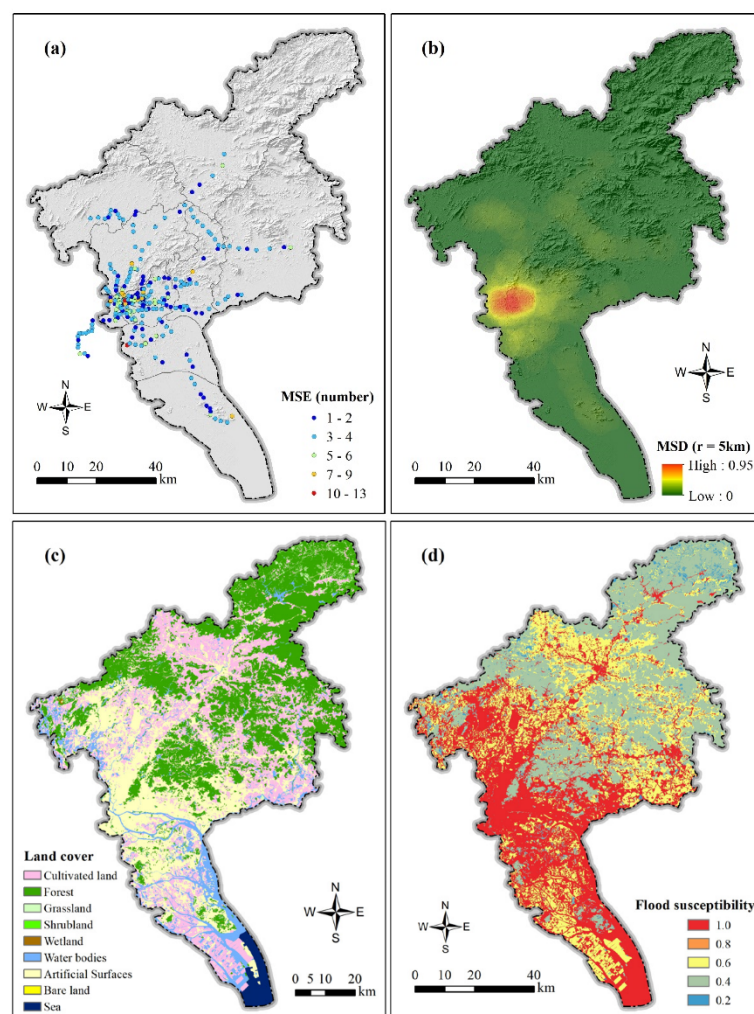 (a)
N
W E
S
0 10 20 40
km
MSE (number)
1 - 2
3 - 4
5 - 6
7 - 9
10 - 13
(b)
N
W E
S
0 10 20 40
km
MSD (r = 5km)
High : 0.95
Low : 0
(c)
Land cover
Cultivated land
Forest
Grassland
Shrubland
Wetland
Water bodies
Artificial Surfaces
Bare land
Sea
N
W E
S
0 10 20
km
(d)
N
W E
S
0 10 20 40
km
Flood susceptibility
1.0
0.8
0.6
0.4
0.2